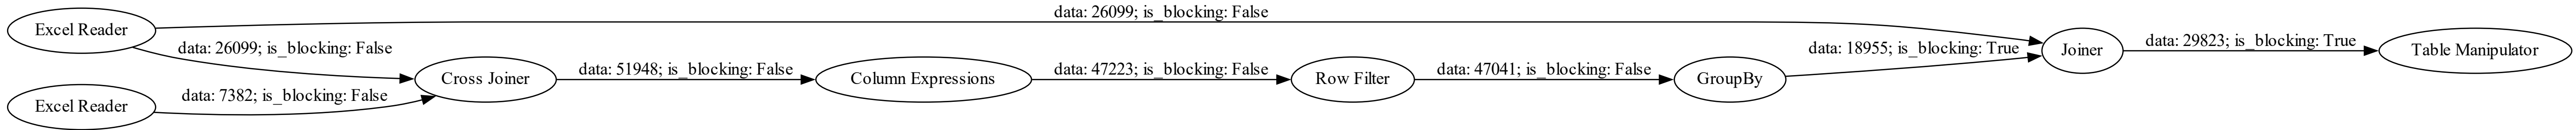 Excel Reader
data: 26099; is_blocking: False
data: 26099; is_blocking: False
Excel Reader
data: 7382; is_blocking: False
Cross Joiner
data: 51948; is_blocking: False
Column Expressions
data: 47223; is_blocking: False
Row Filter
data: 47041; is_blocking: False
GroupBy
data: 18955; is_blocking: True
Joiner
data: 29823; is_blocking: True
Table Manipulator